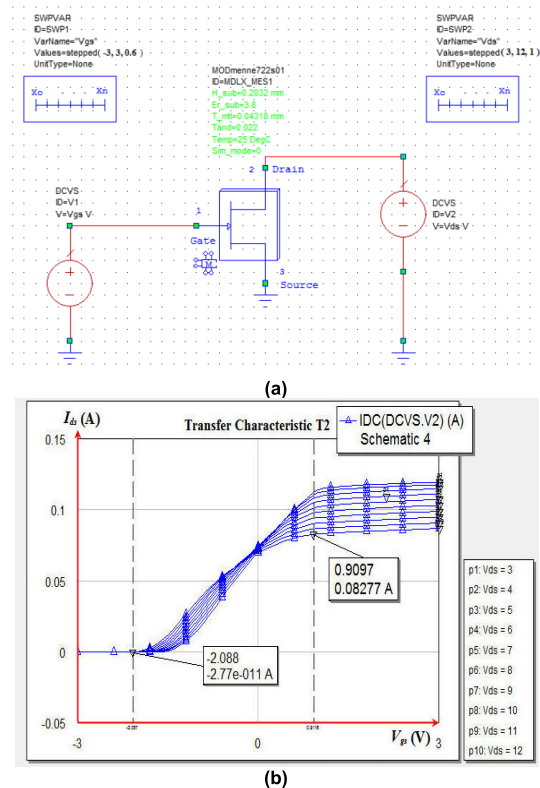 SWPVAR
ID=SWP1
VarName="Vgs"
Values=stepped( -3, 3, 0.6 )
UnitType=None
Xo . . . Xn
SWPVAR
ID=SWP2
VarName="Vds"
Values=stepped( 3, 12, 1 )
UnitType=None
Xo . . . Xn
MODmenne722s01
ID=MDLX_MES1
H_sub=0.2032 mm
Er_sub=3.8
T_mtl=0.04318 mm
Tand=0.022
Temp=25 DegC
Sim_mode=0
2
Drain
DCVS
ID=V1
V=Vgs V
1
Gate
M
3
Source
DCVS
ID=V2
V=Vds V
(a)
Ids (A)
Transfer Characteristic T2
IDC(DCVS.V2) (A)
Schematic 4
0.15
0.1
0.05
0
-0.05
0.9097
0.08277 A
-2.088
-2.77e-011 A
-3
0
Vgs (V)
3
p1: Vds = 3
p2: Vds = 4
p3: Vds = 5
p4: Vds = 6
p5: Vds = 7
p6: Vds = 8
p7: Vds = 9
p8: Vds = 10
p9: Vds = 11
p10: Vds = 12
(b)